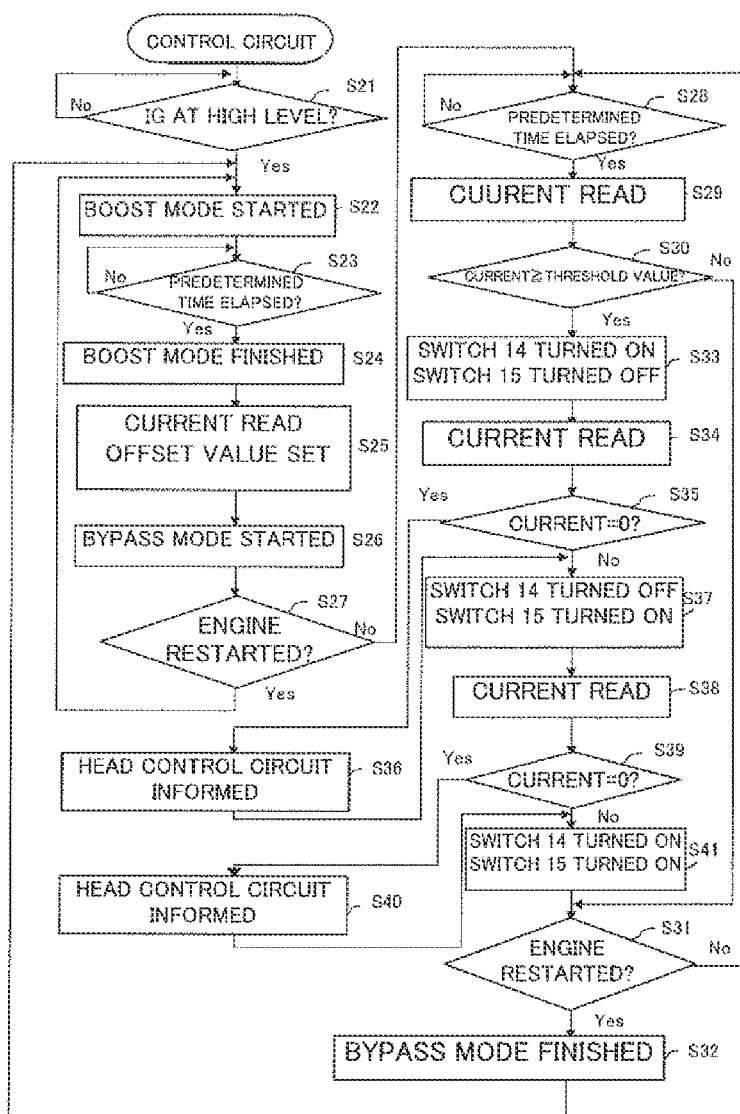 CONTROL CIRCUIT
S21
No
IG AT HIGH LEVEL?
Yes
BOOST MODE STARTED
S22
S23
No
PREDETERMINED
TIME ELAPSED?
Yes
BOOST MODE FINISHED
S24
CURRENT READ
OFFSET VALUE SET
S25
BYPASS MODE STARTED
S26
S27
ENGINE
RESTARTED?
No
Yes
HEAD CONTROL CIRCUIT
INFORMED
S36
HEAD CONTROL CIRCUIT
INFORMED
S40
S28
No
PREDETERMINED
TIME ELAPSED?
Yes
CUURENT READ
S29
S30
No
CURRENT≧THRESHOLD VALUE?
Yes
SWITCH 14 TURNED ON
SWITCH 15 TURNED OFF
S33
CURRENT READ
S34
Yes
S35
CURRENT=0?
No
SWITCH 14 TURNED OFF
SWITCH 15 TURNED ON
S37
CURRENT READ
S38
Yes
S39
CURRENT=0?
No
SWITCH 14 TURNED ON
SWITCH 15 TURNED ON
S41
S31
ENGINE
RESTARTED?
No
Yes
BYPASS MODE FINISHED
S32